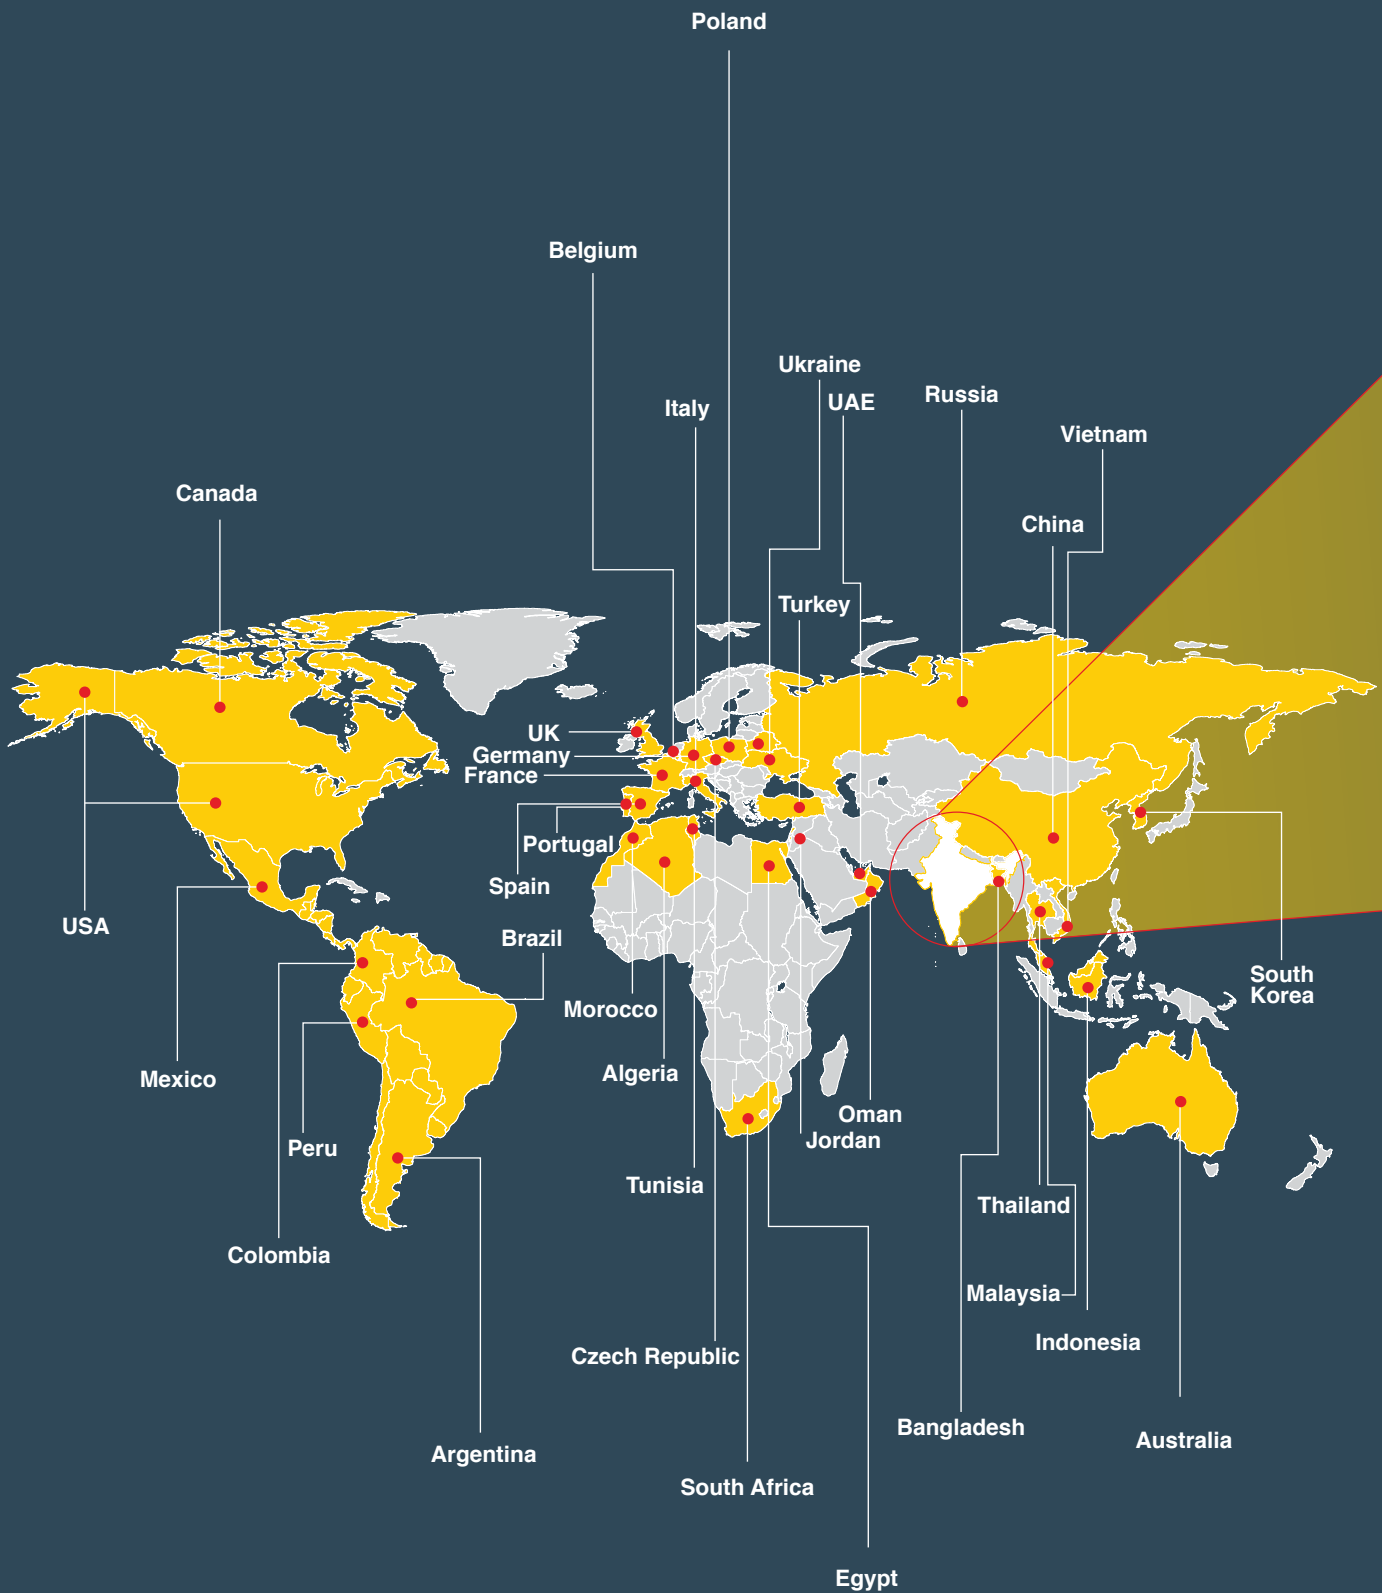 Poland
Belgium
Ukraine
Russia
UAE
Italy
Vietnam
Canada
China
Turkey
UK
Germany
France
Portugal
Spain
USA
Brazil
South
Korea
Morocco
Algeria
Mexico
Oman
Jordan
Peru
Tunisia
Thailand
Colombia
Malaysia
Indonesia
Czech Republic
Bangladesh
Australia
Argentina
South Africa
Egypt